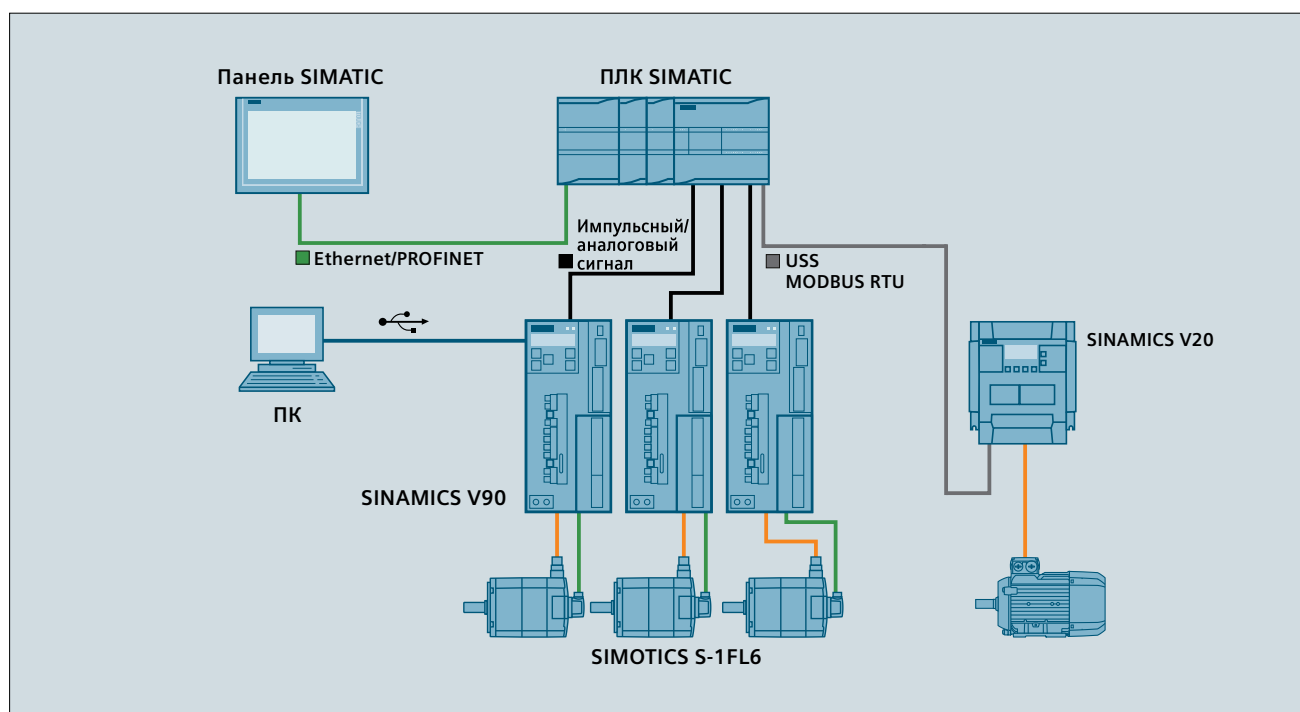 Панель SIMATIC
ПЛК SIMATIC
Импульсный/
аналоговый
сигнал
Ethernet/PROFINET
USS
MODBUS RTU
SINAMICS V20
ПК
SINAMICS V90
SIMOTICS S-1FL6